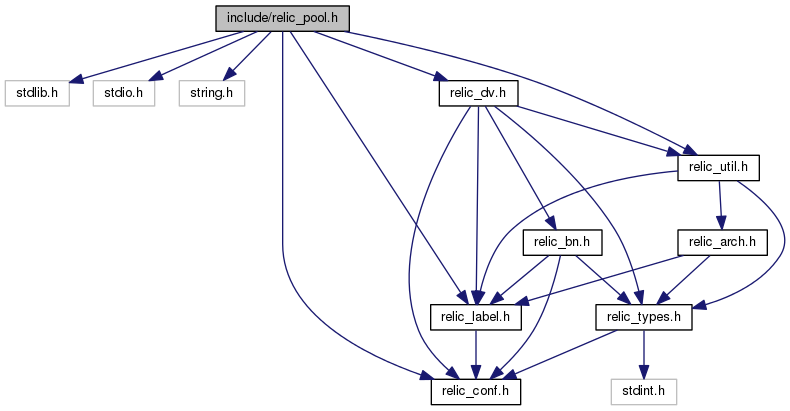 include/relic_pool.h
stdlib.h
stdio.h
string.h
relic_dv.h
relic_util.h
relic_bn.h
relic_arch.h
relic_label.h
relic_types.h
relic_conf.h
stdint.h